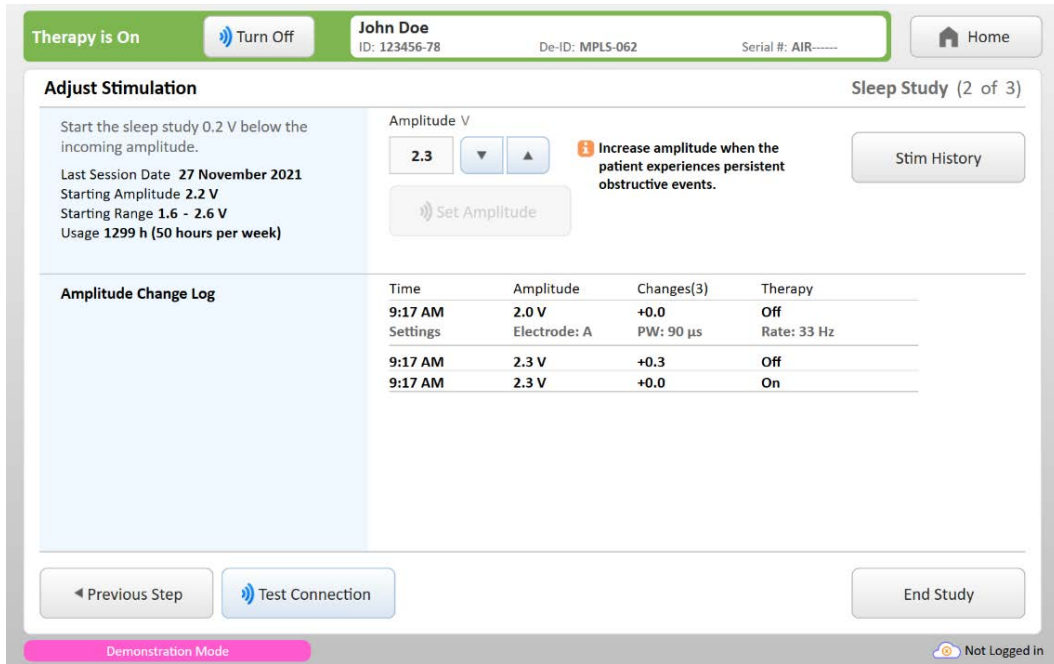 Therapy is On
Turn Off
John Doe
ID: 123456-78 De-ID: MPLS-062 Serial #: AIR------
Home
Adjust Stimulation
Sleep Study (2 of 3)
Start the sleep study 0.2 V below the
incoming amplitude.
Last Session Date 27 November 2021
Starting Amplitude 2.2 V
Starting Range 1.6 - 2.6 V
Usage 1299 h (50 hours per week)
Amplitude V
2.3
Set Amplitude
Increase amplitude when the
patient experiences persistent
obstructive events.
Stim History
Amplitude Change Log
Time Amplitude Changes(3) Therapy
9:17 AM 2.0 V +0.0 Off
Settings Electrode: A PW: 90 µs Rate: 33 Hz
9:17 AM 2.3 V +0.3 Off
9:17 AM 2.3 V +0.0 On
Previous Step
Test Connection
End Study
Demonstration Mode
Not Logged in